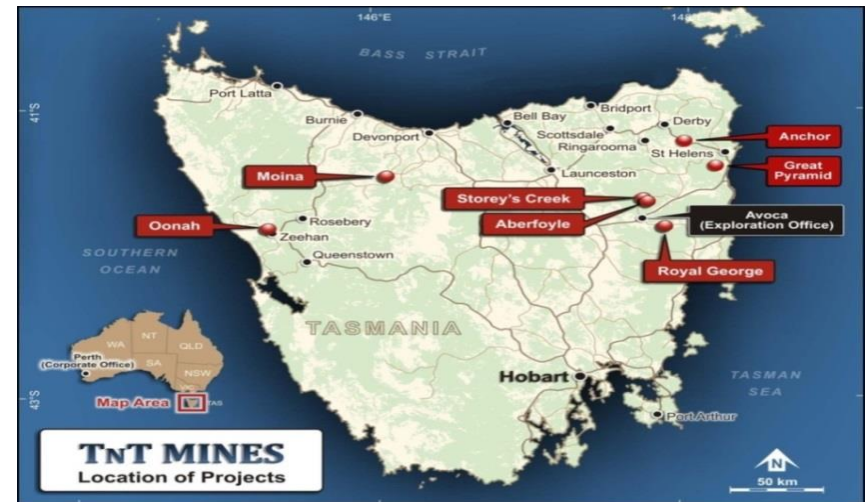 146°E
148°E
BASS STRAIT
41°S
Port Latta
Burnie
Devonport
Bell Bay
Bridport
Scottsdale
Derby
Ringarooma
St Helens
Anchor
Great
Pyramid
Launceston
Moina
Storey's Creek
Aberfoyle
Avoca
(Exploration Office)
Oonah
Rosebery
Zeehan
Queenstown
Royal George
SOUTHERN
OCEAN
TASMANIA
WA
NT
QLD
SA
NSW
TAS
Perth
(Corporate Office)
Map Area
Hobart
TASMAN
SEA
43°S
Port Arthur
TNT MINES
Location of Projects
N
50 km